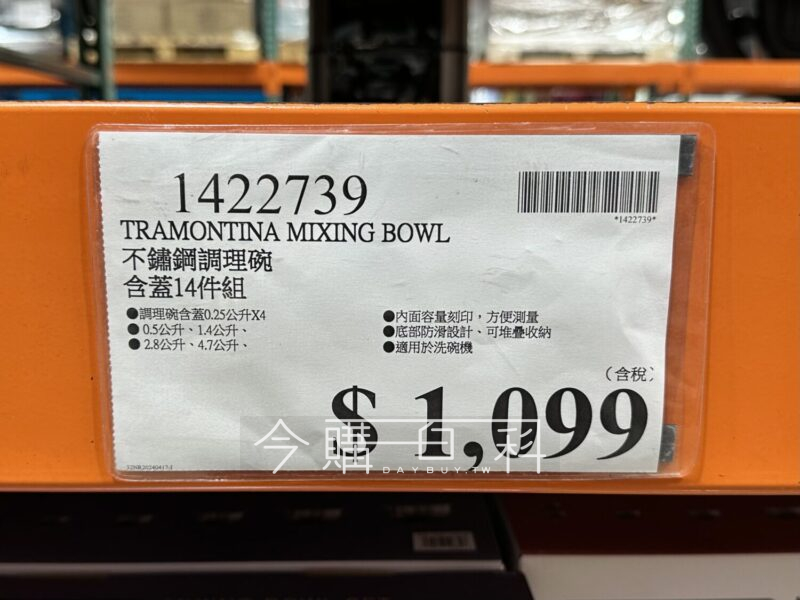 1422739
*1422739*
TRAMONTINA MIXING BOWL
不鏽鋼調理碗
含蓋14件組
●調理碗含蓋0.25公升X4
●0.5公升、1.4公升、
●2.8公升、4.7公升、
●內面容量刻印，方便測量
●底部防滑設計、可堆疊收納
●適用於洗碗機
（含稅）
$ 1,099
今購百科
DAYBUY.TW